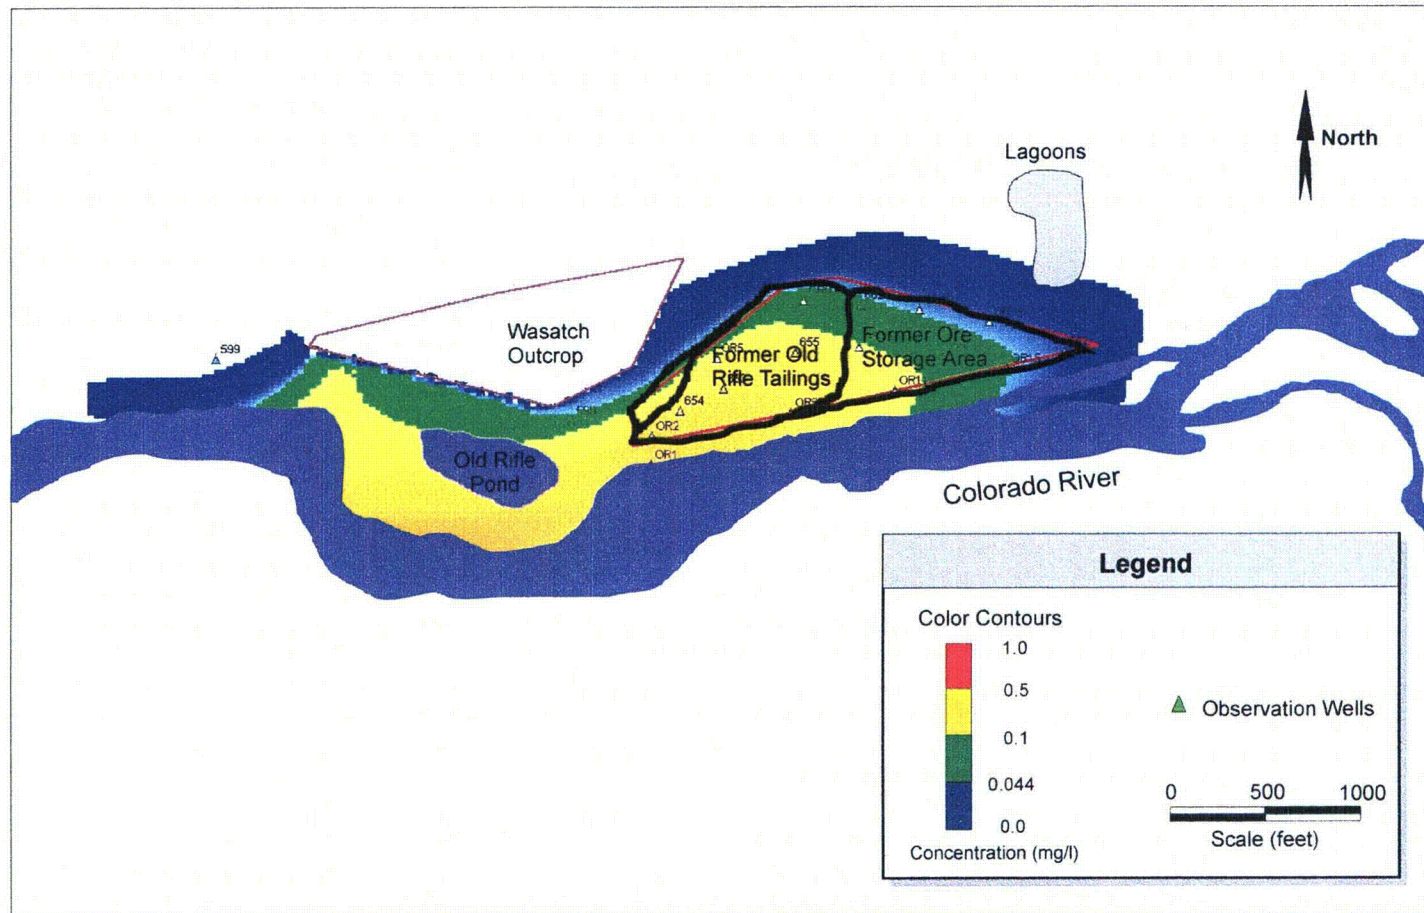 Lagoons
North
599
Wasatch
Outcrop
655
Former Old
Rifle Tailings
Former Ore
Storage Area
654
OR2
OR1
OR1
Old Rifle
Pond
Colorado River
Legend
Color Contours
1.0
0.5
0.1
0.044
0.0
Concentration (mg/l)
Observation Wells
0 500 1000
Scale (feet)